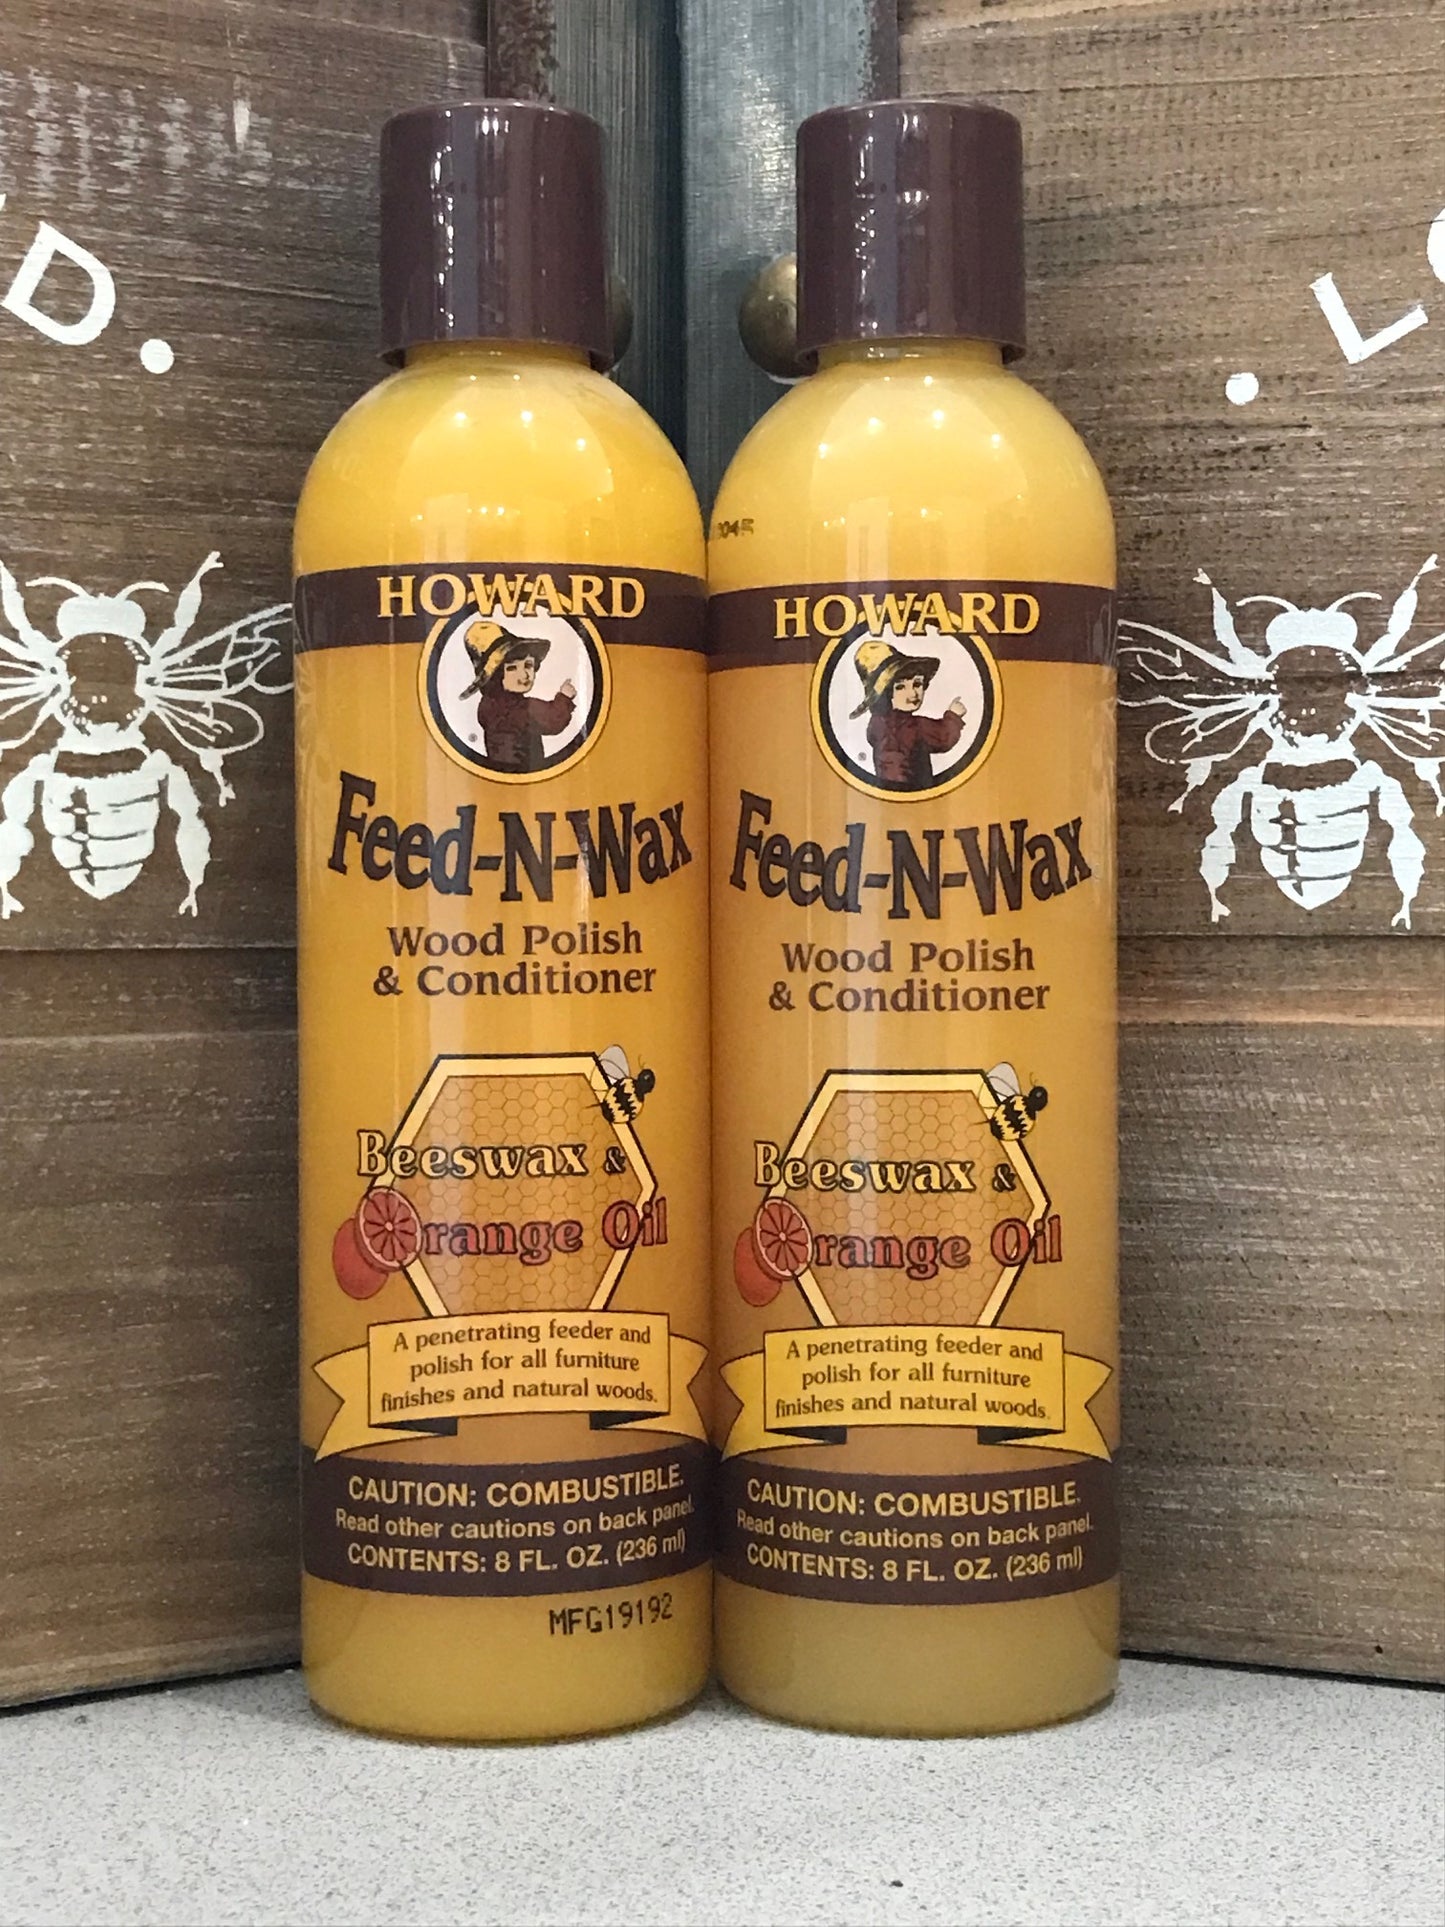 HOWARD
Feed-N-Wax
Wood Polish
& Conditioner
Beeswax &
Orange Oil
A penetrating feeder and
polish for all furniture
finishes and natural woods.
CAUTION: COMBUSTIBLE.
Read other cautions on back panel.
CONTENTS: 8 FL. OZ. (236 ml)
MFG19192
HOWARD
Feed-N-Wax
Wood Polish
& Conditioner
Beeswax &
Orange Oil
A penetrating feeder and
polish for all furniture
finishes and natural woods.
CAUTION: COMBUSTIBLE.
Read other cautions on back panel.
CONTENTS: 8 FL. OZ. (236 ml)